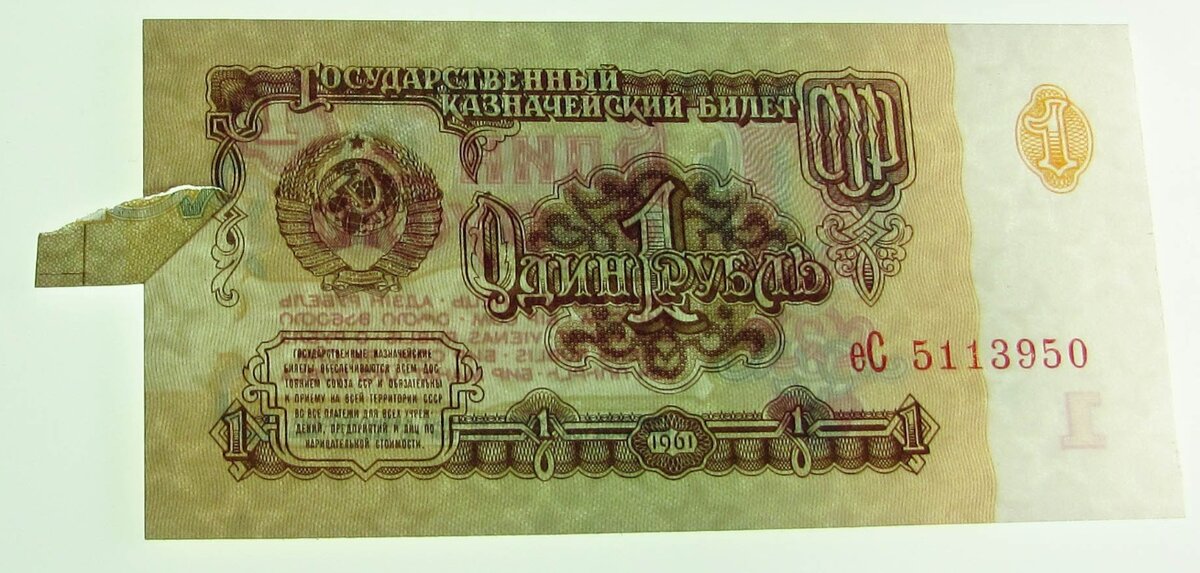 ГОСУДАРСТВЕННЫЙ
КАЗНАЧЕЙСКИЙ БИЛЕТ
СССР
1
1
ОДИН РУБЛЬ
еС 5113950
ГОСУДАРСТВЕННЫЕ КАЗНАЧЕЙСКИЕ
БИЛЕТЫ ОБЕСПЕЧИВАЮТСЯ ВСЕМ ДОС
ТОЯНИЕМ СОЮЗА ССР И ОБЯЗАТЕЛЬНЫ
К ПРИЕМУ НА ВСЕЙ ТЕРРИТОРИИ СССР
ВО ВСЕ ПЛАТЕЖИ ДЛЯ ВСЕХ УЧРЕЖ-
ДЕНИЙ, ПРЕДПРИЯТИЙ И ЛИЦ ПО
НАРИЦАТЕЛЬНОЙ СТОИМОСТИ.
1 1 1 1
1961
1